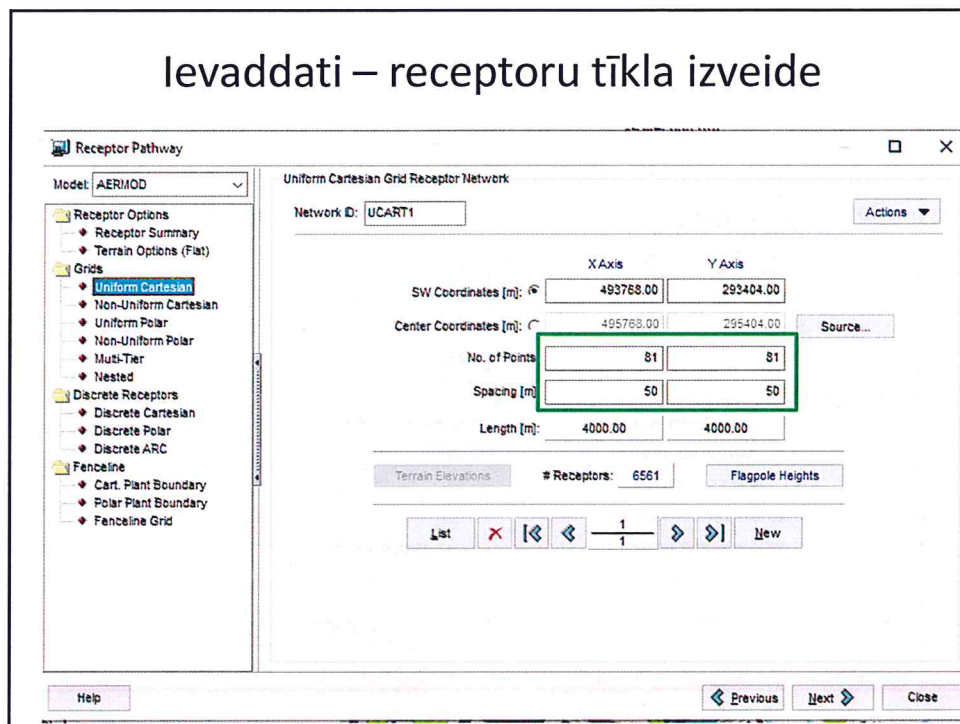 Ievaddati – receptoru tīkla izveide
Receptor Pathway
Model: AERMOD
Receptor Options
Receptor Summary
Terrain Options (Flat)
Grids
Uniform Cartesian
Non-Uniform Cartesian
Uniform Polar
Non-Uniform Polar
Multi-Tier
Nested
Discrete Receptors
Discrete Cartesian
Discrete Polar
Discrete ARC
Fenceline
Cart. Plant Boundary
Polar Plant Boundary
Fenceline Grid
Uniform Cartesian Grid Receptor Network
Network ID: UCART1
Actions
X Axis Y Axis
SW Coordinates [m]: 493768.00 293404.00
Center Coordinates [m]: 495768.00 295404.00 Source...
No. of Points 81 81
Spacing [m] 50 50
Length [m]: 4000.00 4000.00
Terrain Elevations # Receptors: 6561 Flagpole Heights
List 1 New
1
Help Previous Next Close